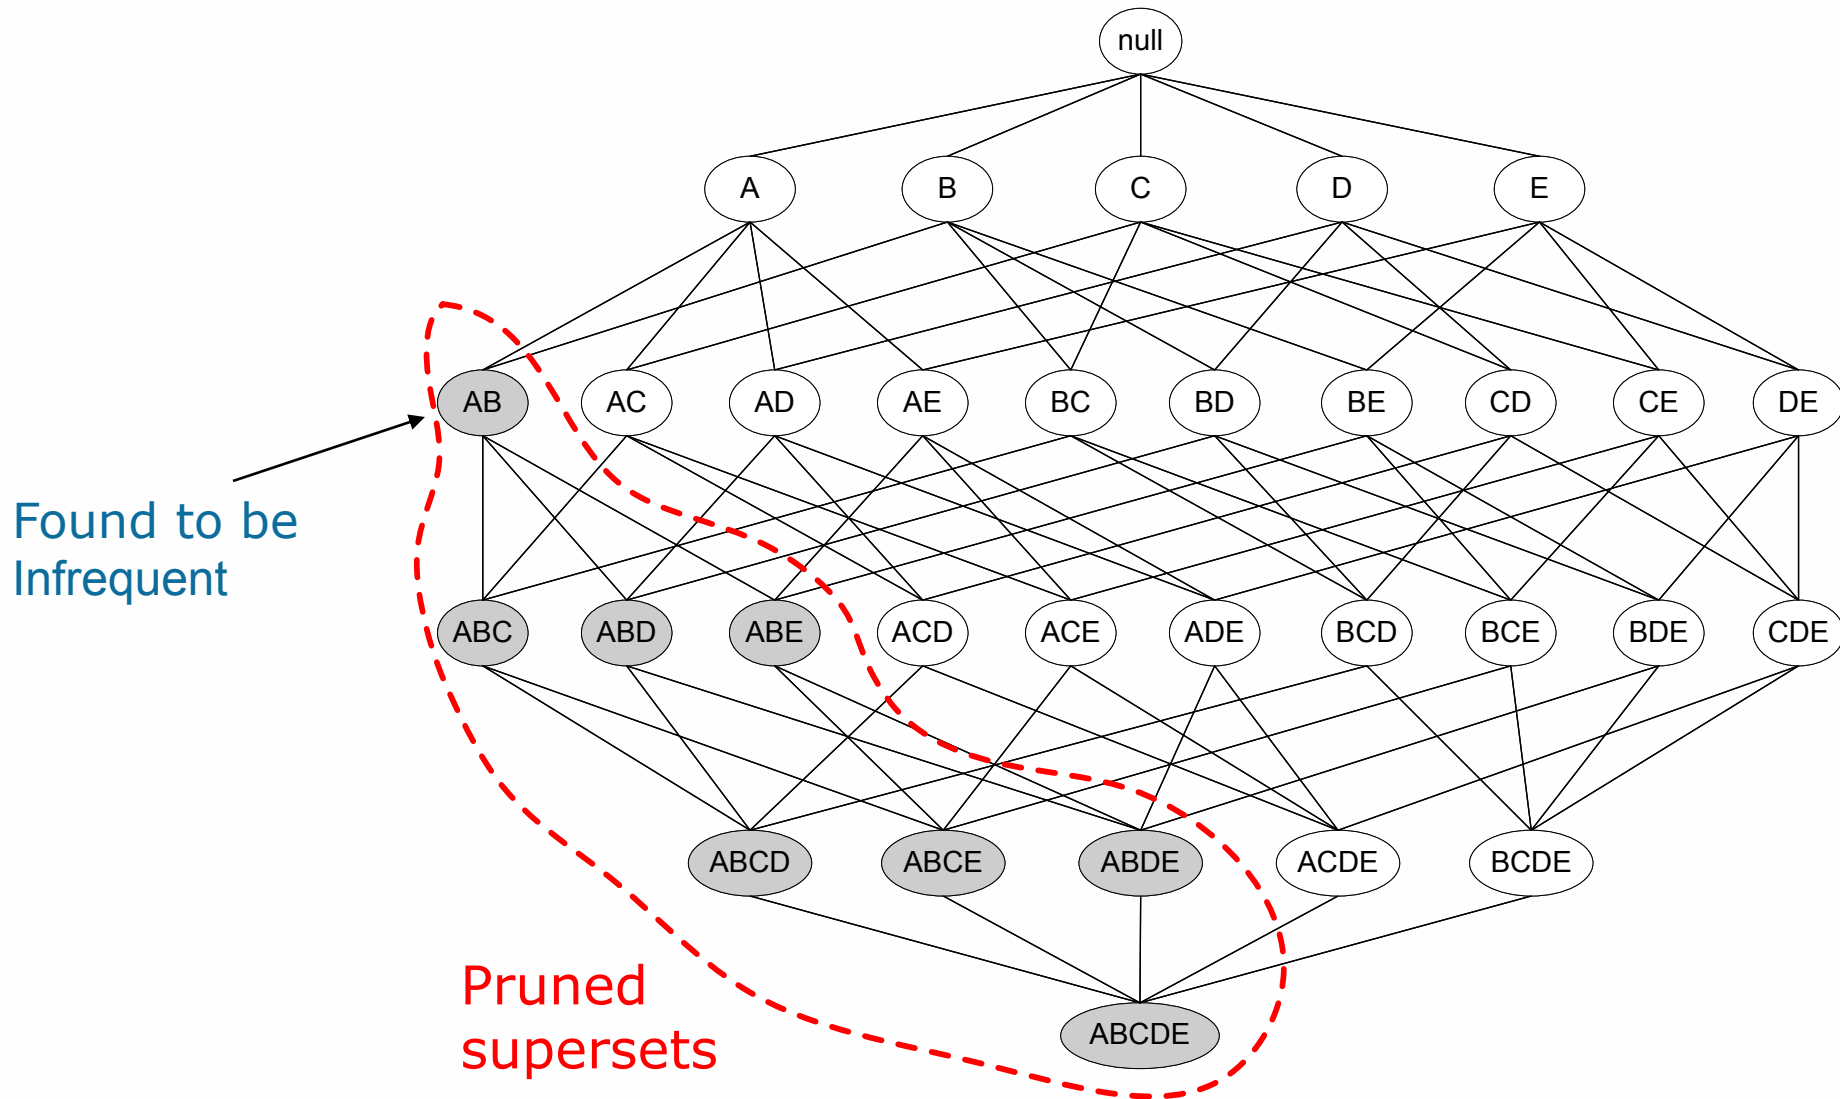 null
A B C D E
AB AC AD AE BC BD BE CD CE DE
Found to be
Infrequent
ABC ABD ABE ACD ACE ADE BCD BCE BDE CDE
ABCD ABCE ABDE ACDE BCDE
Pruned
supersets
ABCDE